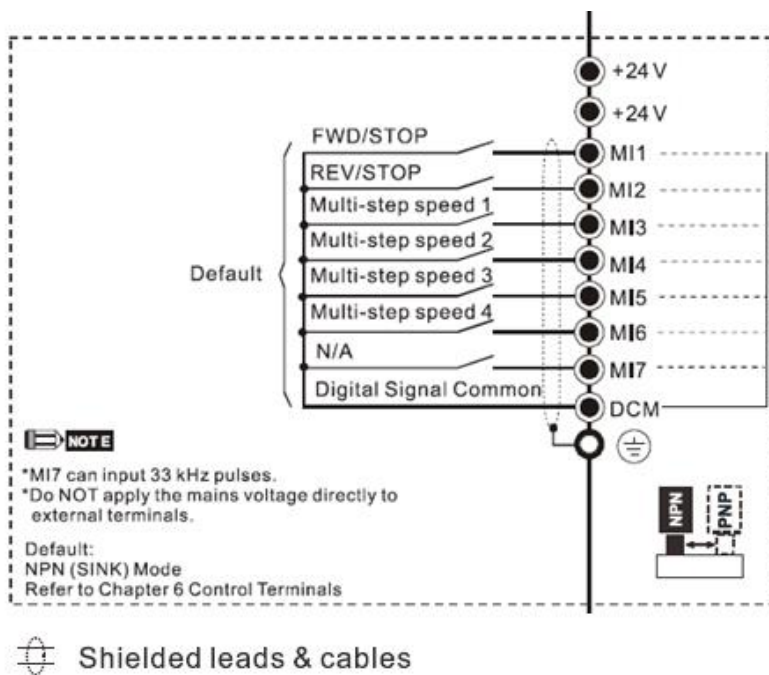 +24 V
+24 V
FWD/STOP
MI1
REV/STOP
MI2
Multi-step speed 1
MI3
Multi-step speed 2
MI4
Default
Multi-step speed 3
MI5
Multi-step speed 4
MI6
N/A
MI7
Digital Signal Common
DCM
NOTE
*MI7 can input 33 kHz pulses.
*Do NOT apply the mains voltage directly to
external terminals.
NPN
PNP
Default:
NPN (SINK) Mode
Refer to Chapter 6 Control Terminals
Shielded leads & cables